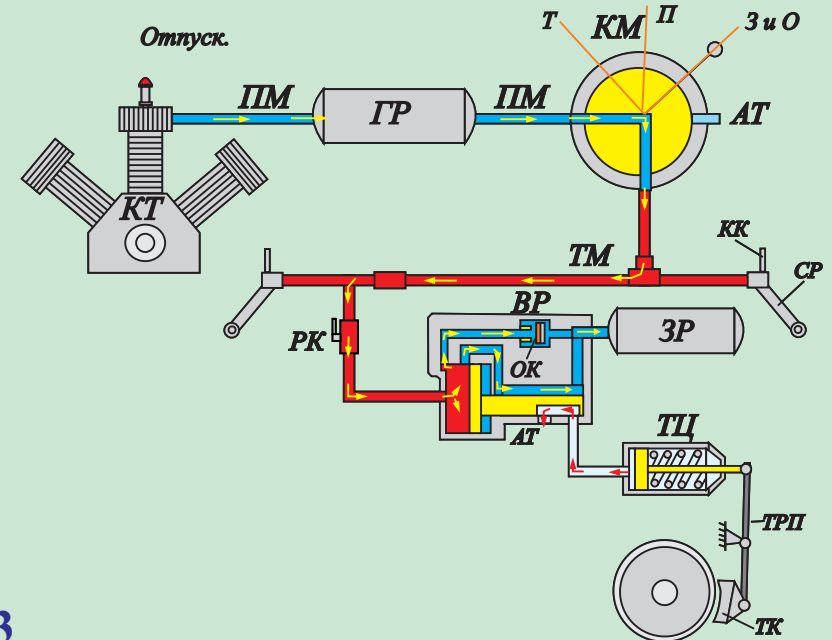 Отпуск.
Т
КМ
П
З и О
ПМ
ГР
ПМ
АТ
КТ
КК
ТМ
СР
ВР
РК
ОК
ЗР
АТ
ТЦ
ТРП
ТК